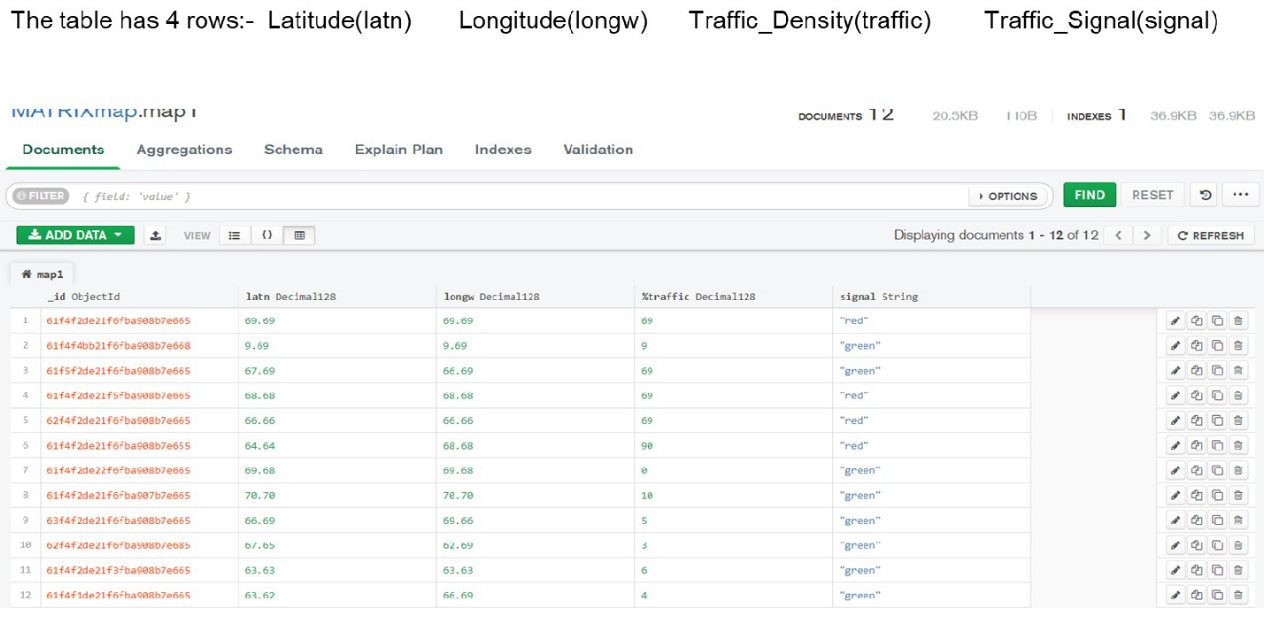 The table has 4 rows:- Latitude(latn) Longitude(longw) Traffic_Density(traffic) Traffic_Signal(signal)
MATRIXmap.map1 DOCUMENTS 12 20.5KB 110B INDEXES 1 36.9KB 36.9KB
Documents Aggregations Schema Explain Plan Indexes Validation
FILTER { field: 'value' } OPTIONS FIND RESET ...
ADD DATA VIEW {} Displaying documents 1 - 12 of 12 < > REFRESH
map1
_id ObjectId latn Decimal128 longw Decimal128 %traffic Decimal128 signal String
1 61f4f2de21f6fba908b7e665 69.69 69.69 69 "red"
2 61f4f4bb21f6fba908b7e668 9.69 9.69 9 "green"
3 61f5f2de21f6fba908b7e665 67.69 66.69 69 "green"
4 61f4f2de21f5fba908b7e665 68.68 68.68 69 "red"
5 62f4f2de21f6fba908b7e665 66.66 66.66 69 "red"
6 61f4f2de21f6fba908b7e655 64.64 68.68 90 "red"
7 61f4f2de22f6fba908b7e665 69.68 69.68 0 "green"
8 61f4f2de21f6fba907b7e665 70.70 70.70 10 "green"
9 63f4f2de21f6fba908b7e665 66.69 69.66 5 "green"
10 62f4f2de21f6fba908b7e685 67.65 62.69 3 "green"
11 61f4f2de21f3fba908b7e665 63.63 63.63 6 "green"
12 61f4f1de21f6fba908b7e665 63.62 66.69 4 "green"